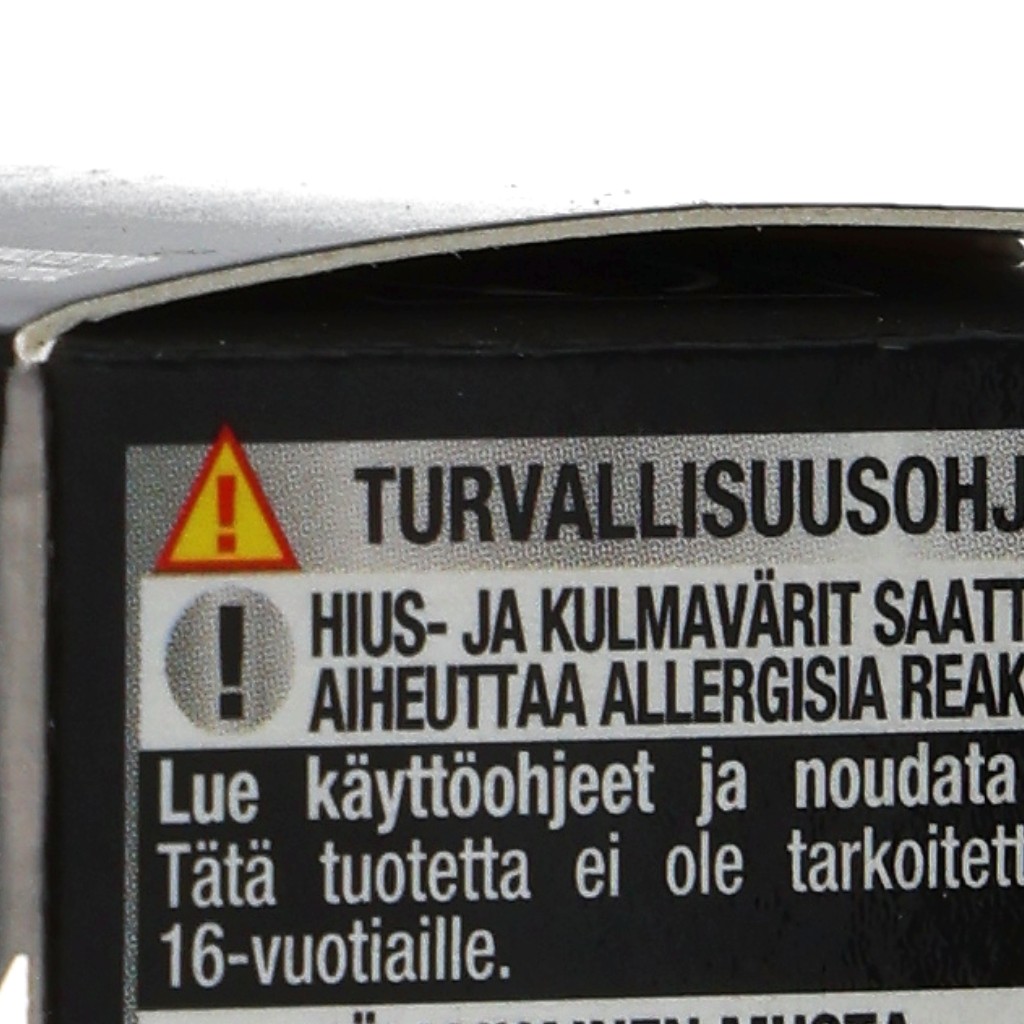 TURVALLISUUSOHJ
HIUS- JA KULMAVÄRIT SAATT
AIHEUTTAA ALLERGISIA REAK
Lue käyttöohjeet ja noudata
Tätä tuotetta ei ole tarkoitett
16-vuotiaille.